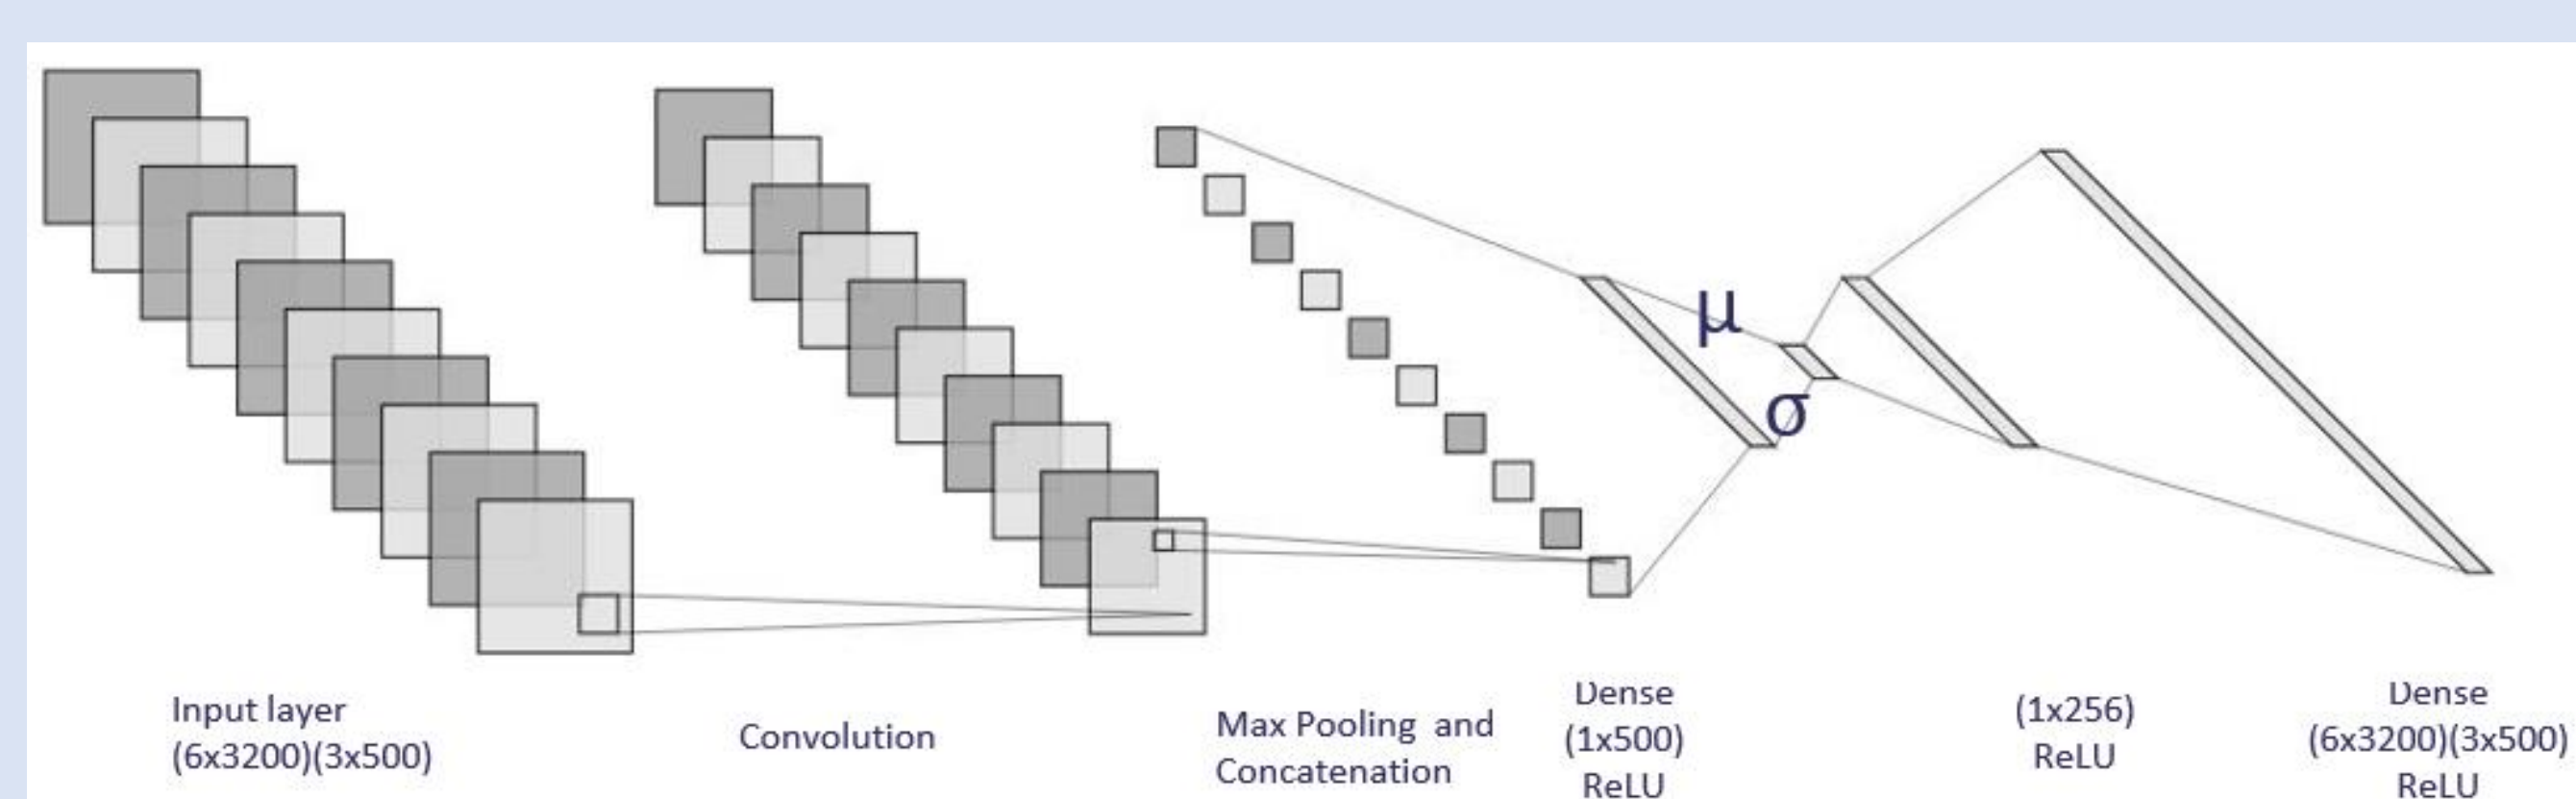 μ
σ
Input layer
(6x3200)(3x500)
Convolution
Max Pooling and
Concatenation
Dense
(1x500)
ReLU
(1x256)
ReLU
Dense
(6x3200)(3x500)
ReLU